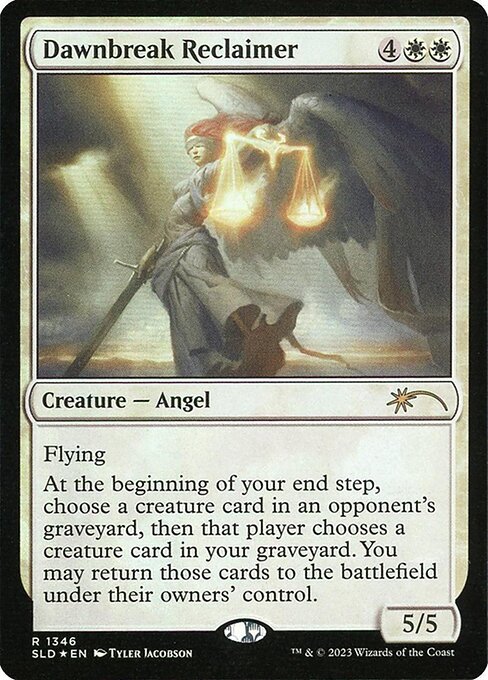 Dawnbreak Reclaimer 4
Creature — Angel
Flying
At the beginning of your end step,
choose a creature card in an opponent's
graveyard, then that player chooses a
creature card in your graveyard. You
may return those cards to the battlefield
under their owners' control.
5/5
R 1346
SLD★EN Tyler Jacobson
™ & © 2023 Wizards of the Coast